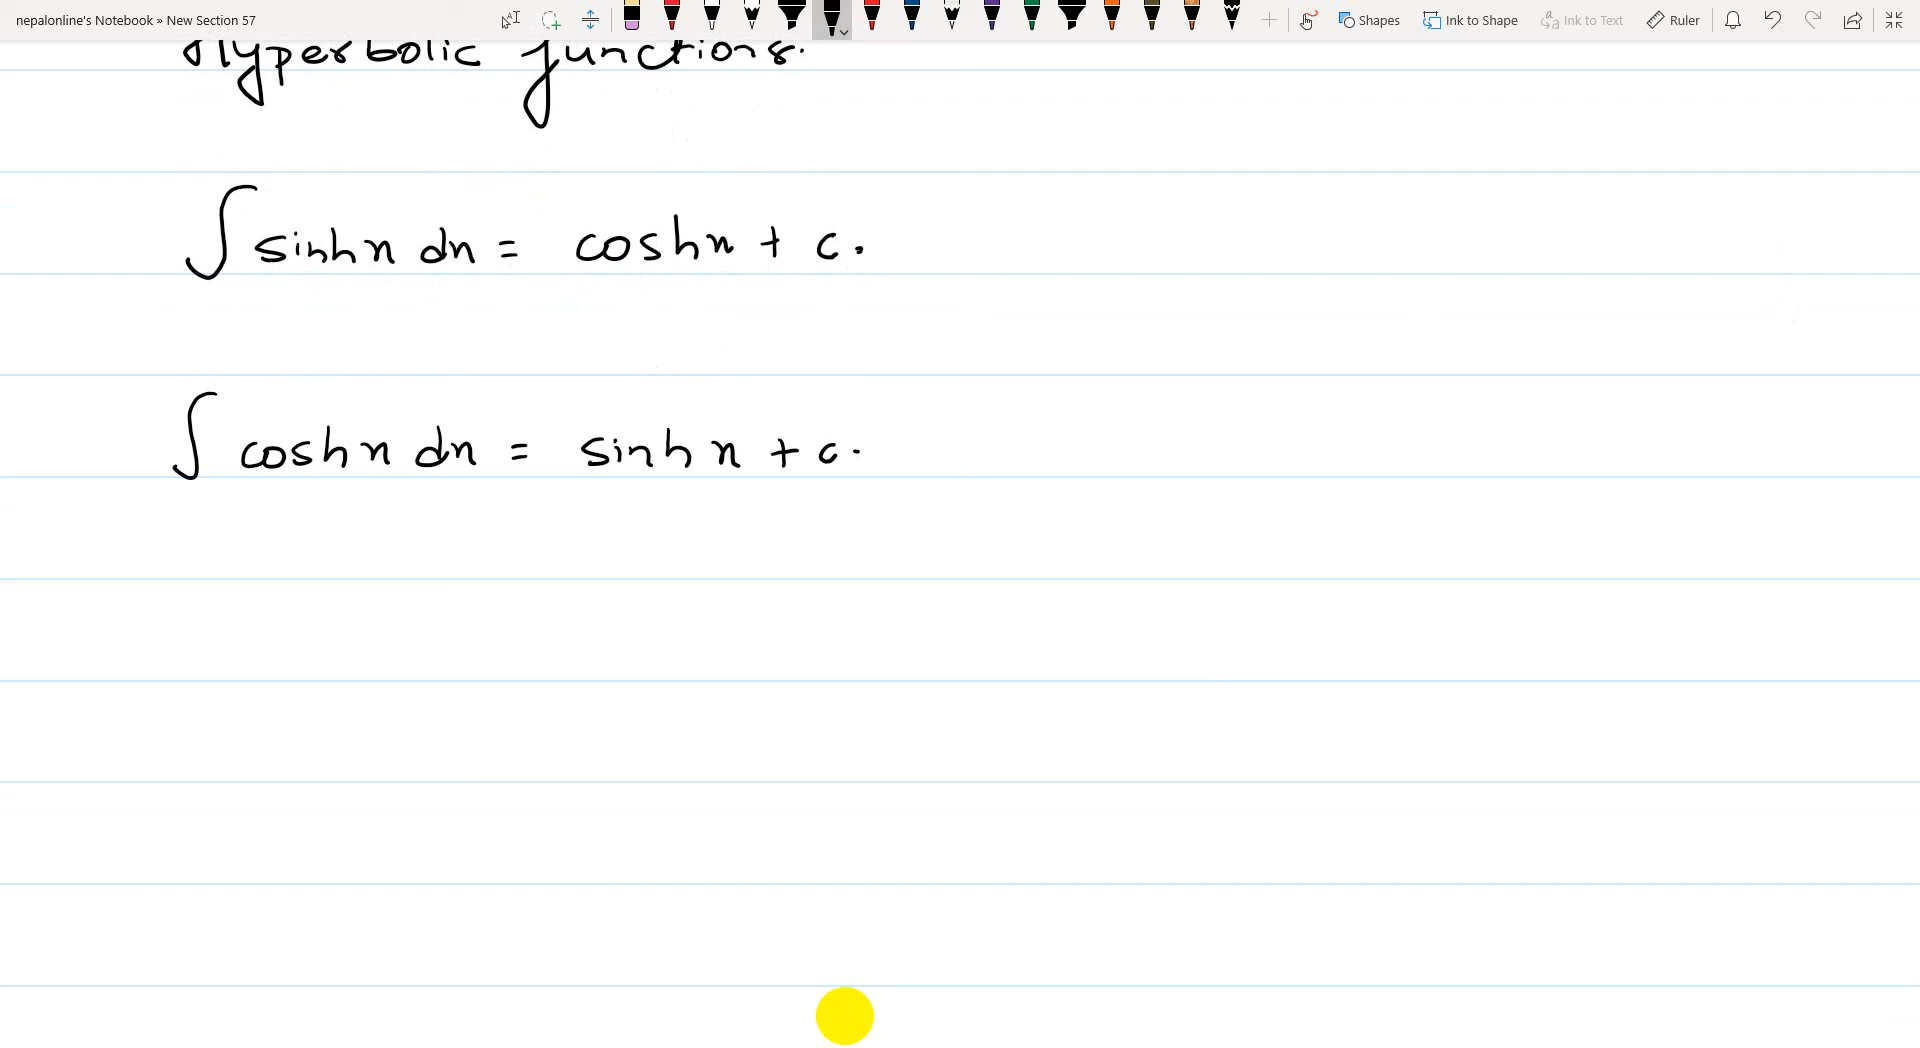 nepalonline's Notebook » New Section 57
Shapes Ink to Shape Ink to Text Ruler
Hyperbolic functions.
∫ sinhx dx = coshx + c.
∫ coshx dx = sinhx + c.